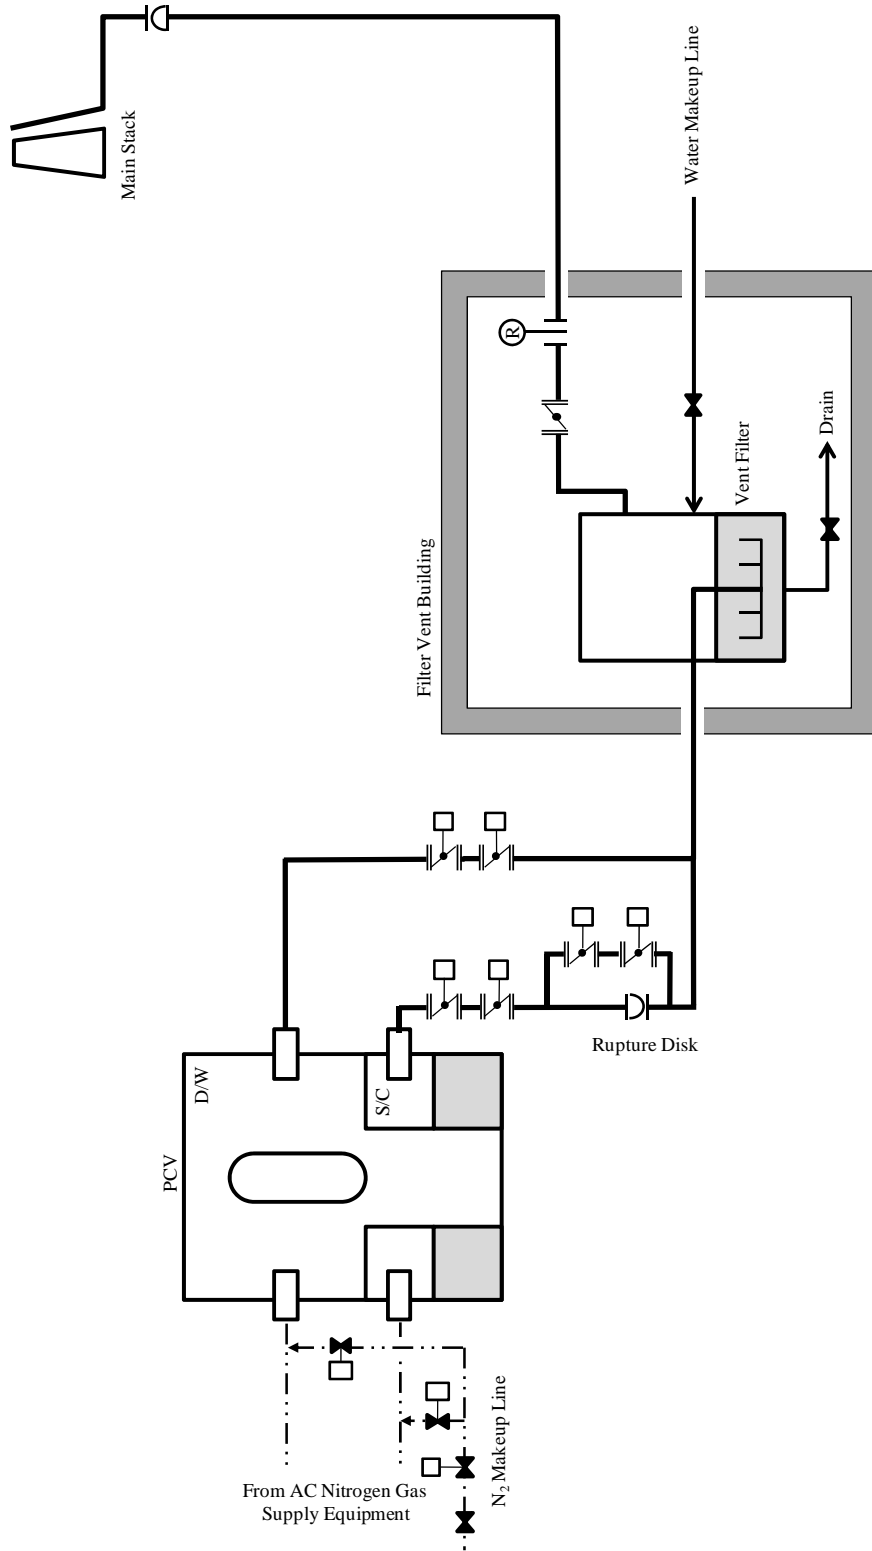 Main Stack
Water Makeup Line
R
Filter Vent Building
Vent Filter
Drain
Rupture Disk
PCV
D/W
S/C
N₂ Makeup Line
From AC Nitrogen Gas
Supply Equipment